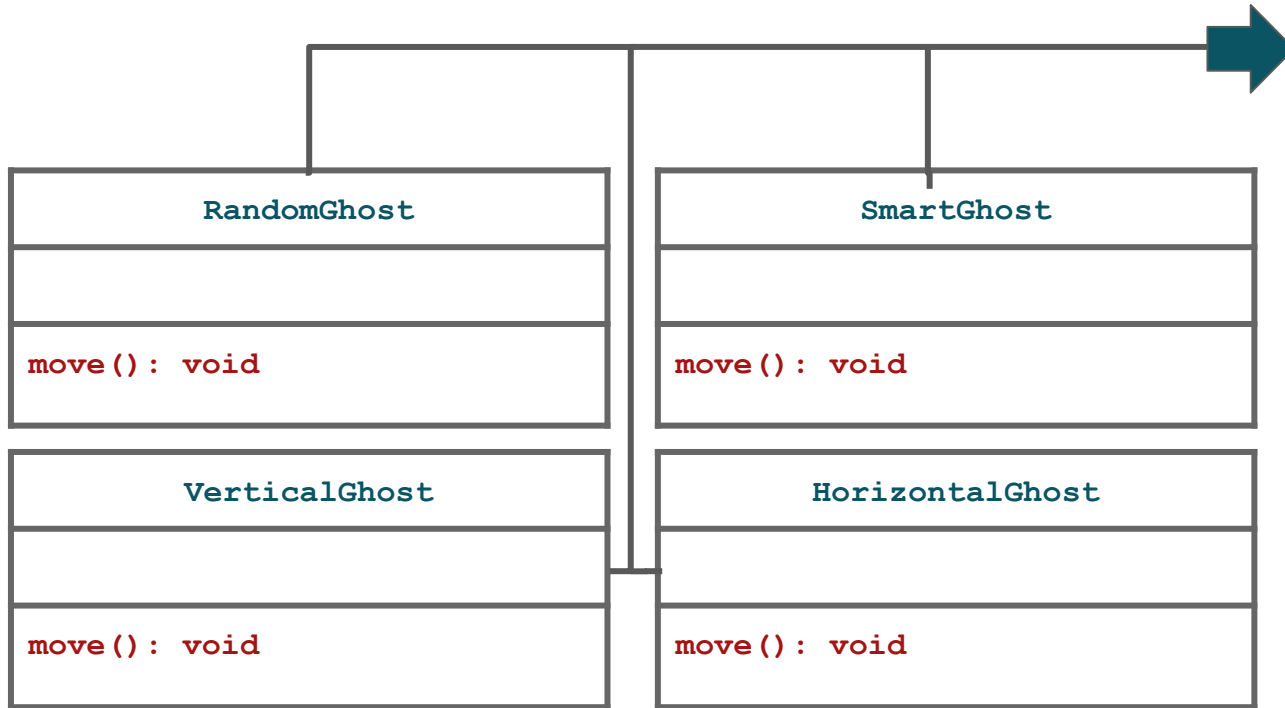 RandomGhost
move(): void
SmartGhost
move(): void
VerticalGhost
move(): void
HorizontalGhost
move(): void